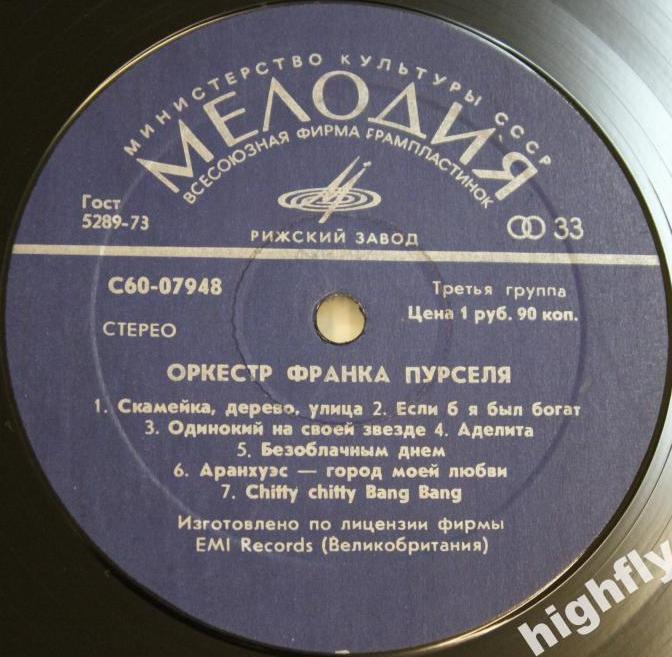 МИНИСТЕРСТВО КУЛЬТУРЫ СССР
МЕЛОДИЯ
ВСЕСОЮЗНАЯ ФИРМА ГРАМПЛАСТИНОК
Гост
5289-73
РИЖСКИЙ ЗАВОД
33
С60-07948
Третья группа
Цена 1 руб. 90 коп.
СТЕРЕО
ОРКЕСТР ФРАНКА ПУРСЕЛЯ
1. Скамейка, дерево, улица 2. Если б я был богат
3. Одинокий на своей звезде 4. Аделита
5. Безоблачным днем
6. Аранхуэс — город моей любви
7. Chitty chitty Bang Bang
Изготовлено по лицензии фирмы
EMI Records (Великобритания)
highfly